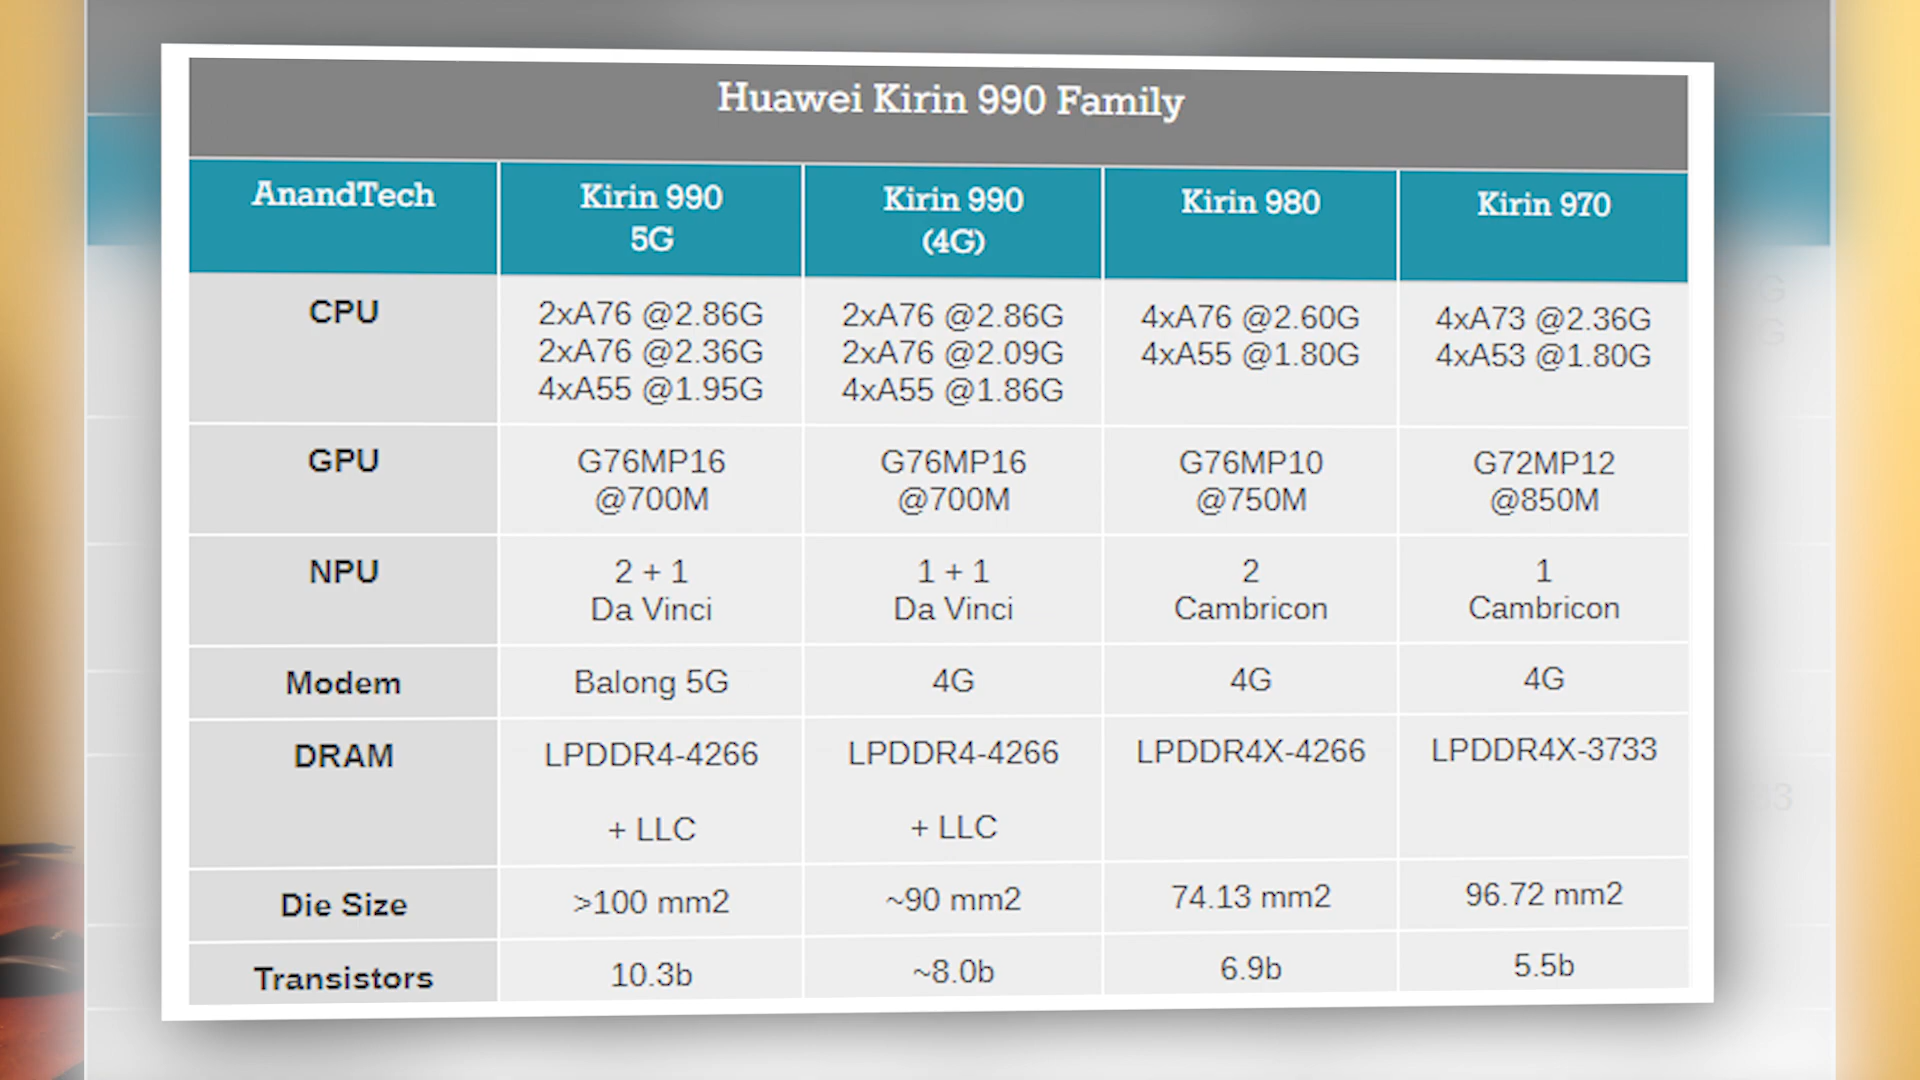 Huawei Kirin 990 Family
AnandTech
Kirin 990
5G
Kirin 990
(4G)
Kirin 980
Kirin 970
CPU
2xA76 @2.86G
2xA76 @2.36G
4xA55 @1.95G
2xA76 @2.86G
2xA76 @2.09G
4xA55 @1.86G
4xA76 @2.60G
4xA55 @1.80G
4xA73 @2.36G
4xA53 @1.80G
GPU
G76MP16
@700M
G76MP16
@700M
G76MP10
@750M
G72MP12
@850M
NPU
2 + 1
Da Vinci
1 + 1
Da Vinci
2
Cambricon
1
Cambricon
Modem
Balong 5G
4G
4G
4G
DRAM
LPDDR4-4266
+ LLC
LPDDR4-4266
+ LLC
LPDDR4X-4266
LPDDR4X-3733
Die Size
>100 mm2
~90 mm2
74.13 mm2
96.72 mm2
Transistors
10.3b
~8.0b
6.9b
5.5b